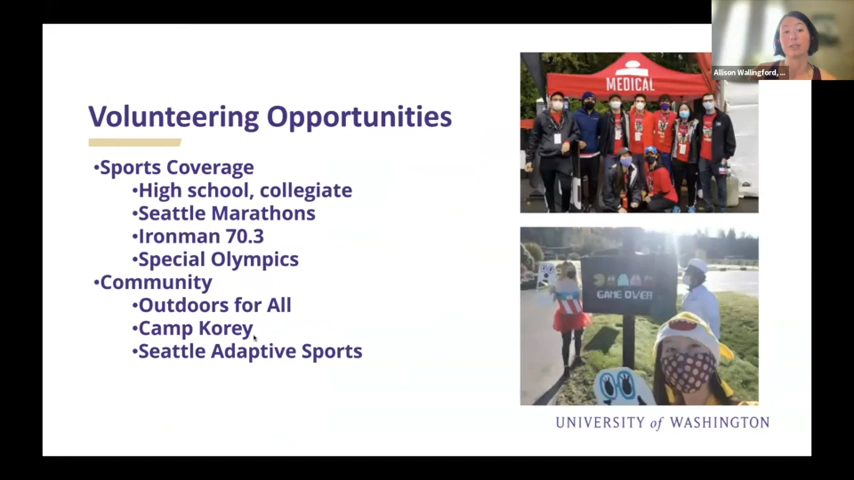 Allison Wallingford, ...
Volunteering Opportunities
•Sports Coverage
•High school, collegiate
•Seattle Marathons
•Ironman 70.3
•Special Olympics
•Community
•Outdoors for All
•Camp Korey
•Seattle Adaptive Sports
MEDICAL
GAME OVER
UNIVERSITY of WASHINGTON